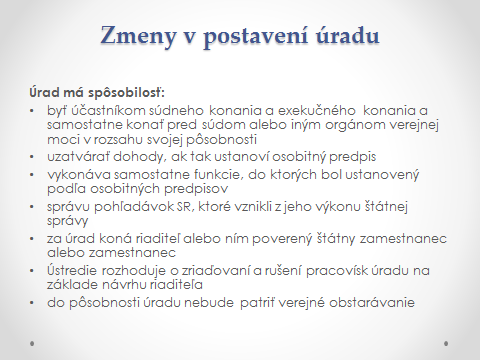 Zmeny v postavení úradu
Úrad má spôsobilosť:
• byť účastníkom súdneho konania a exekučného konania a
samostatne konať pred súdom alebo iným orgánom verejnej
moci v rozsahu svojej pôsobnosti
• uzatvárať dohody, ak tak ustanoví osobitný predpis
• vykonáva samostatne funkcie, do ktorých bol ustanovený
podľa osobitných predpisov
• správu pohľadávok SR, ktoré vznikli z jeho výkonu štátnej
správy
• za úrad koná riaditeľ alebo ním poverený štátny zamestnanec
alebo zamestnanec
• Ústredie rozhoduje o zriaďovaní a rušení pracovísk úradu na
základe návrhu riaditeľa
• do pôsobnosti úradu nebude patriť verejné obstarávanie